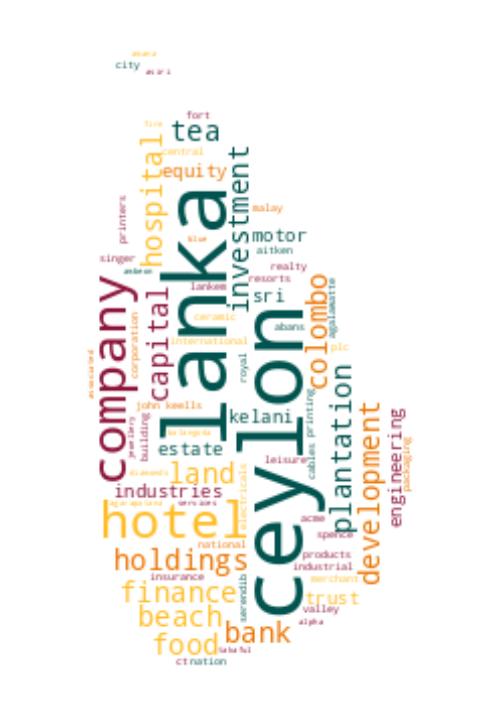 asiri
city
fort
tea
central
equity
hospital
investment
lanka
printers
malay
blue
motor
aitken
singer
realty
resorts
lankem
sri
company
capital
corporation
ceramic
colombo
agalawatte
abans
international
plc
royal
ceylon
associated
john keells
kelani
printing
plantation
building
jewellery
estate
leisure
cables
development
engineering
packaging
diamonds
land
electricals
industries
services
hotel
acme
spence
national
holdings
products
industrial
insurance
merchant
finance
serendib
trust
beach
valley
alpha
bank
food
takaful
ct
nation